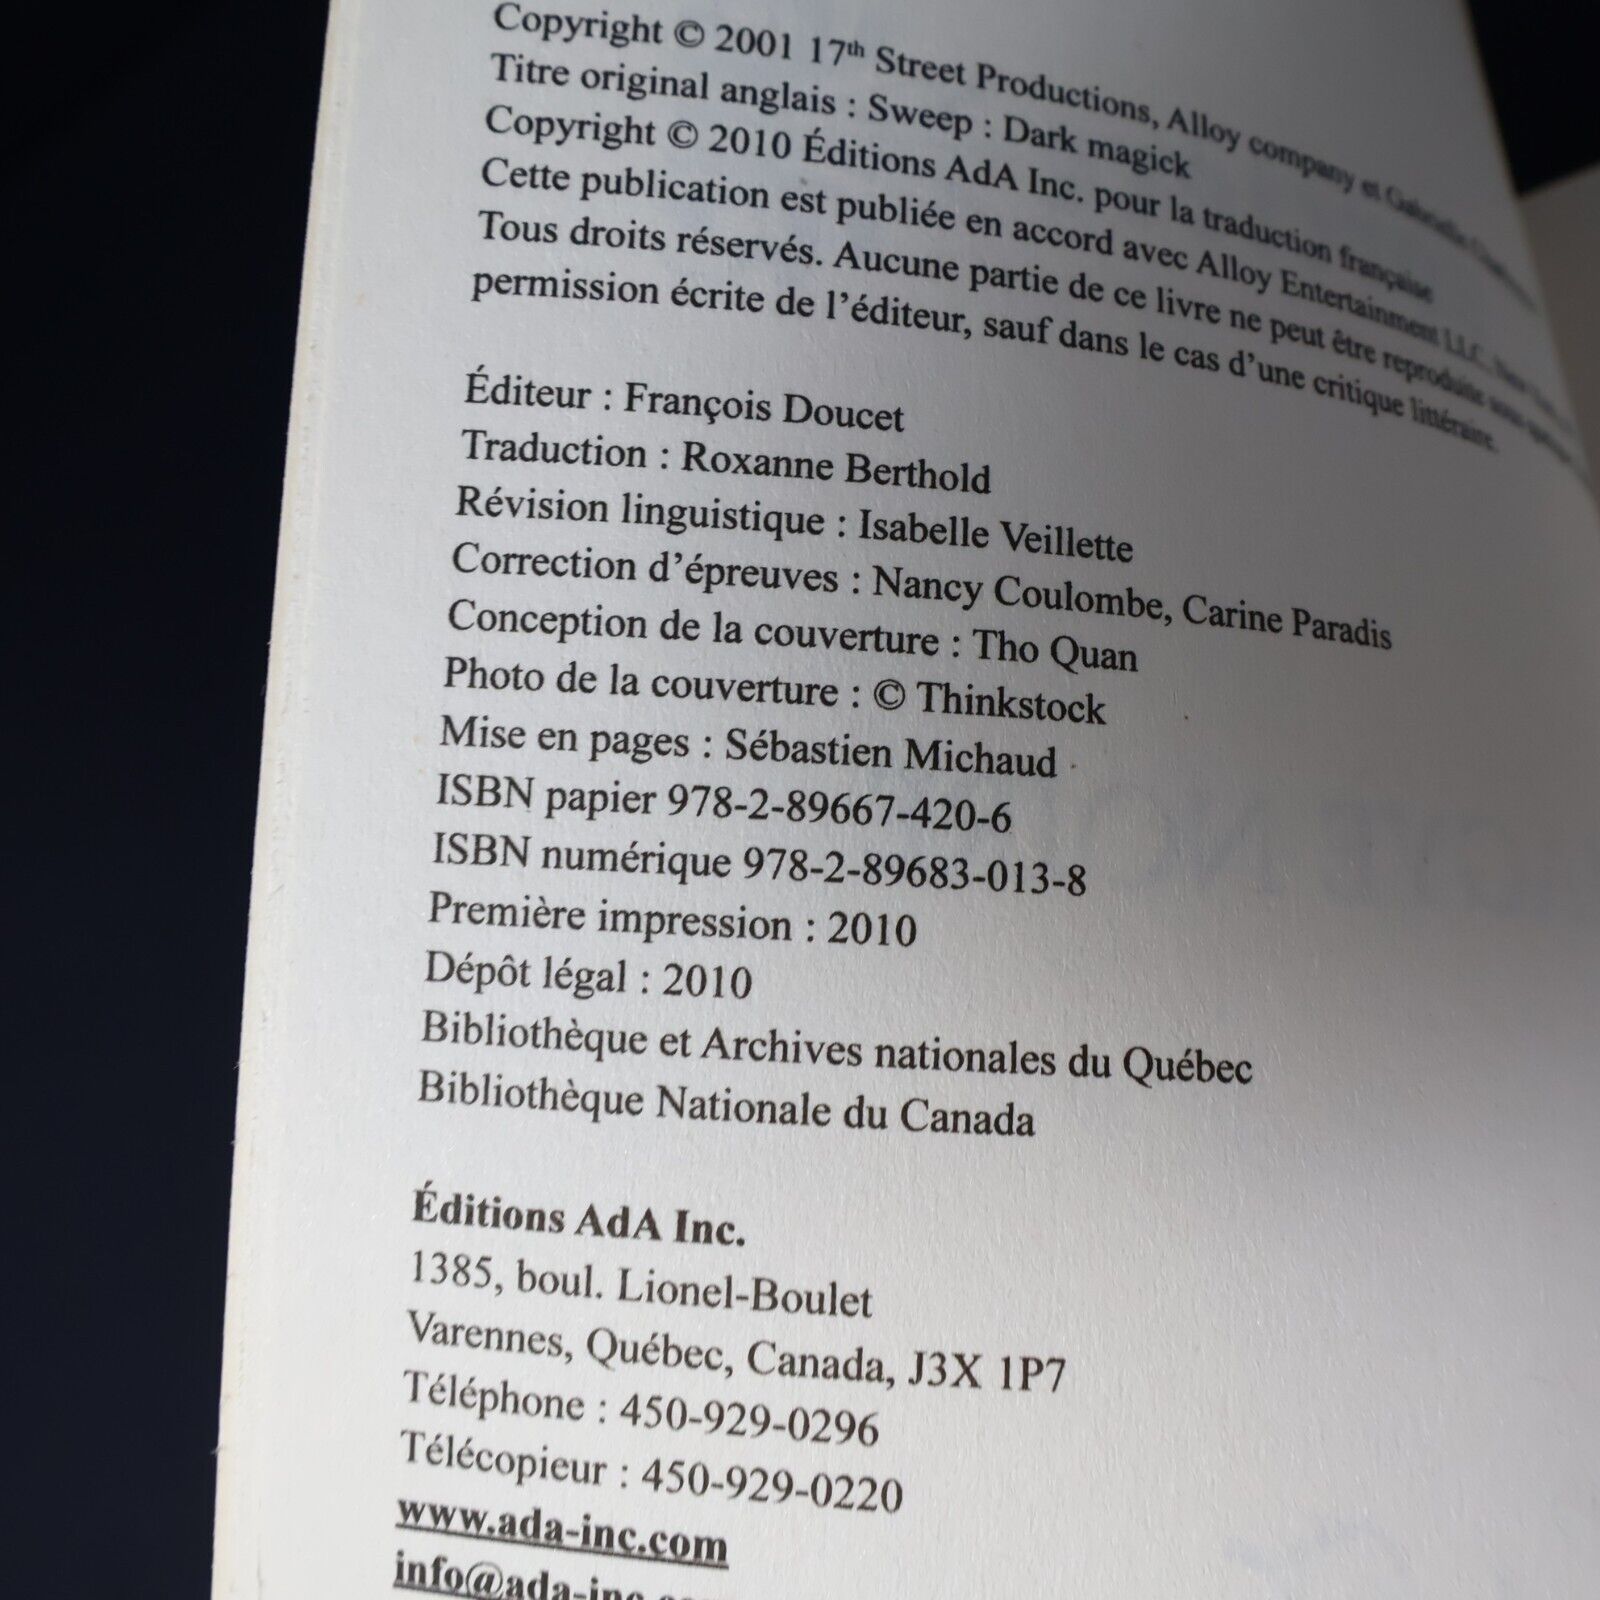 Copyright © 2001 17th Street Productions, Alloy company et Gabrielle
Titre original anglais : Sweep : Dark magick
Copyright © 2010 Éditions AdA Inc. pour la traduction française
Cette publication est publiée en accord avec Alloy Entertainment LLC.,
Tous droits réservés. Aucune partie de ce livre ne peut être reproduite sous
permission écrite de l'éditeur, sauf dans le cas d'une critique littéraire.
Éditeur : François Doucet
Traduction : Roxanne Berthold
Révision linguistique : Isabelle Veillette
Correction d'épreuves : Nancy Coulombe, Carine Paradis
Conception de la couverture : Tho Quan
Photo de la couverture : © Thinkstock
Mise en pages : Sébastien Michaud
ISBN papier 978-2-89667-420-6
ISBN numérique 978-2-89683-013-8
Première impression : 2010
Dépôt légal : 2010
Bibliothèque et Archives nationales du Québec
Bibliothèque Nationale du Canada
Éditions AdA Inc.
1385, boul. Lionel-Boulet
Varennes, Québec, Canada, J3X 1P7
Téléphone : 450-929-0296
Télécopieur : 450-929-0220
www.ada-inc.com
info@ada-inc.com